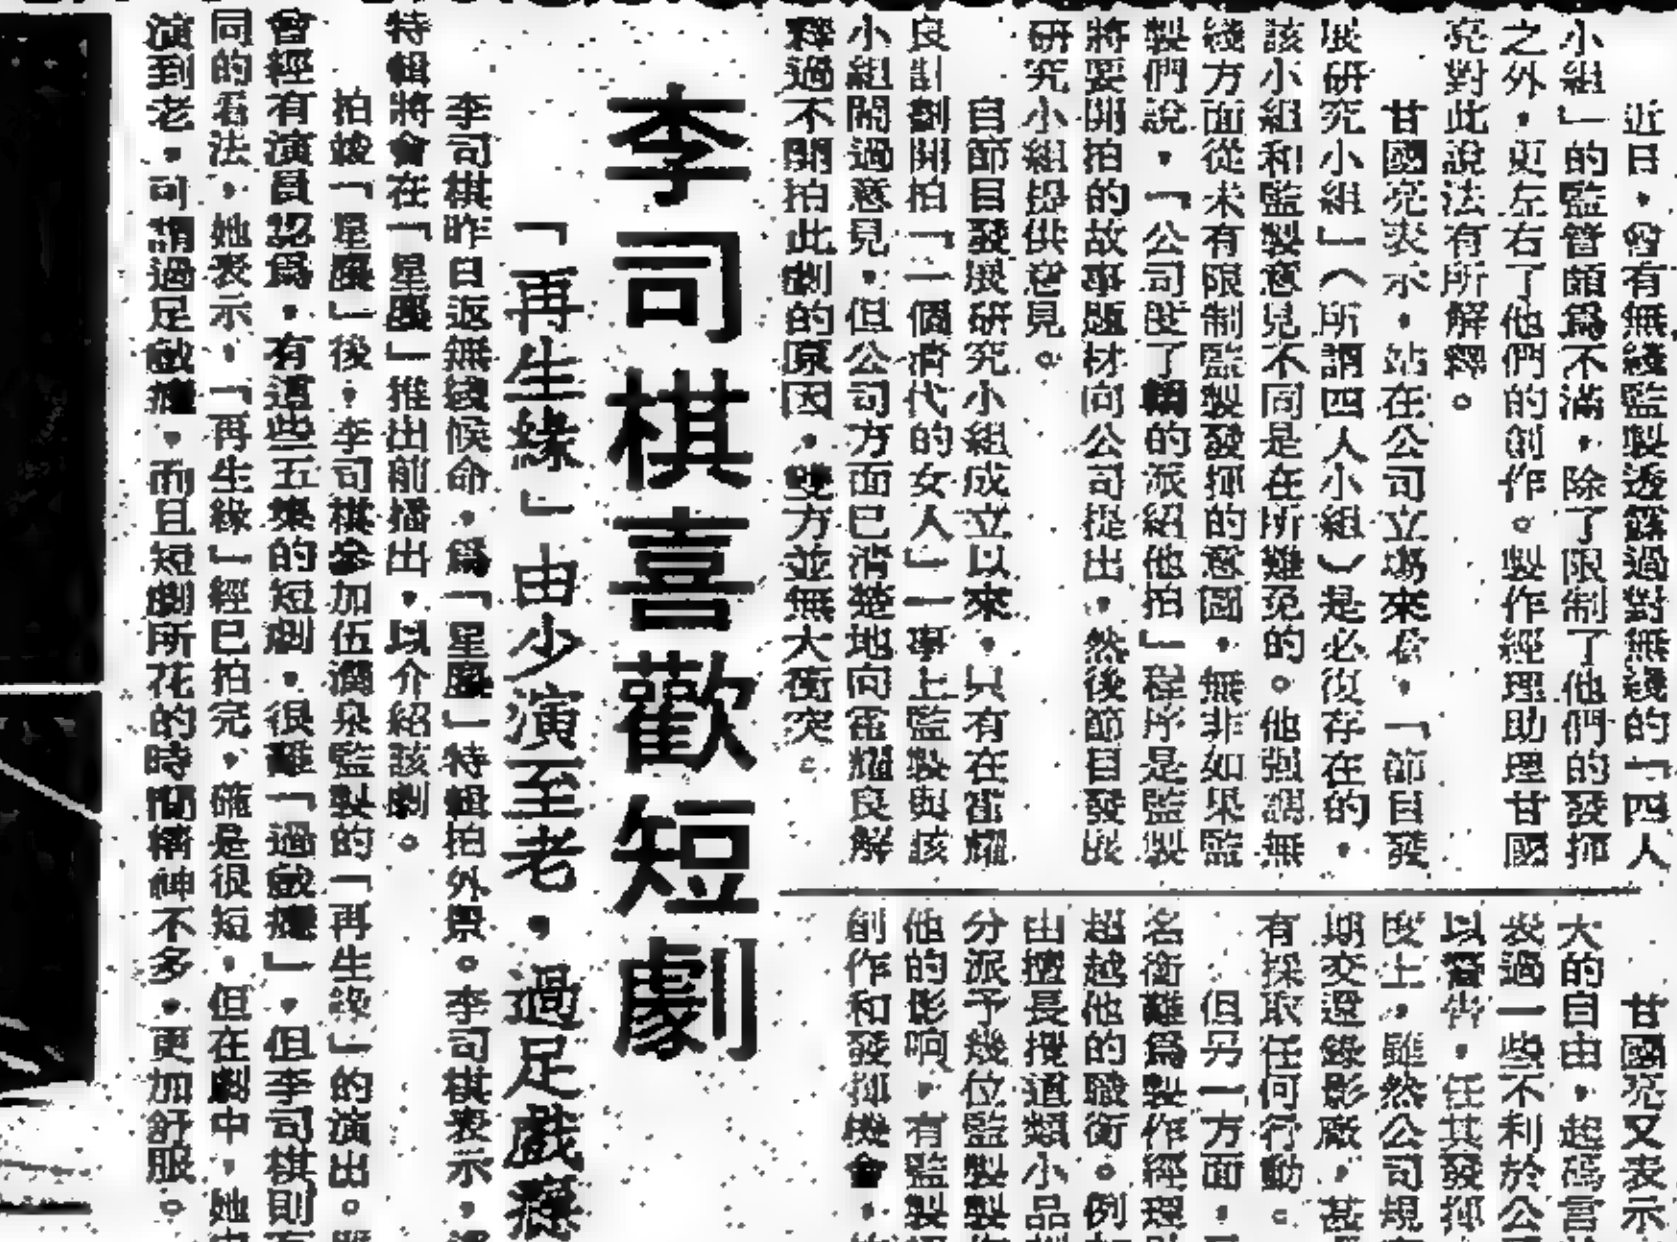 近日，曾有無綫監製透露過對無綫的「四人
小組」的監管頗爲不滿，除了限制了他們的發揮
之外，更左右了他們的創作。製作經理助理甘國
亮對此說法有所解釋。
甘國亮表示，站在公司立場來看，「節目發
展研究小組」（所謂四人小組）是必須存在的，
該小組和監製意見不同是在所難免的。他強調無
綫方面從未有限制監製發揮的意圖，無非如果監
製們說，「公司度了橋的派給他拍」程序是監製
將要開拍的故事題材向公司提出，然後節目發展
研究小組提供意見。
自節目發展研究小組成立以來，只有在霍耀
良計劃開拍「一個清代的女人」一事上監製與該
小組鬧過意見，但公司方面已清楚地向霍耀良解
釋過不開拍此劇的原因，雙方並無大衝突。
甘國亮又表示
大的自由，超碼言
表過一些不利於公
以警告，任其發揮
度上，雖然公司規
期交還錄影廠，甚
有採取任何行動。
但另一方面，
名銜難爲製作經理
超越他的職銜。例
由擅長搜這類小品
分派予幾位監製製
他的影响，有監製
創作和發揮機會，
李司棋喜歡短劇
「再生緣」由少演至老，過足戲癮
李司棋昨日返無綫候命，爲「星塵」特輯拍外景。李司棋表示，
特輯將會在「星塵」推出前播出，以介紹該劇。
拍竣「星塵」後，李司棋參加伍潤泉監製的「再生緣」的演出。
曾經有演員認爲，有這些五集的短劇，很難「過戲癮」，但李司棋則有
同的看法，她表示，「再生緣」經已拍完，確是很短，但在劇中，她
演到老，可謂過足戲癮，而且短劇所花的時間精神不多，更加舒服。